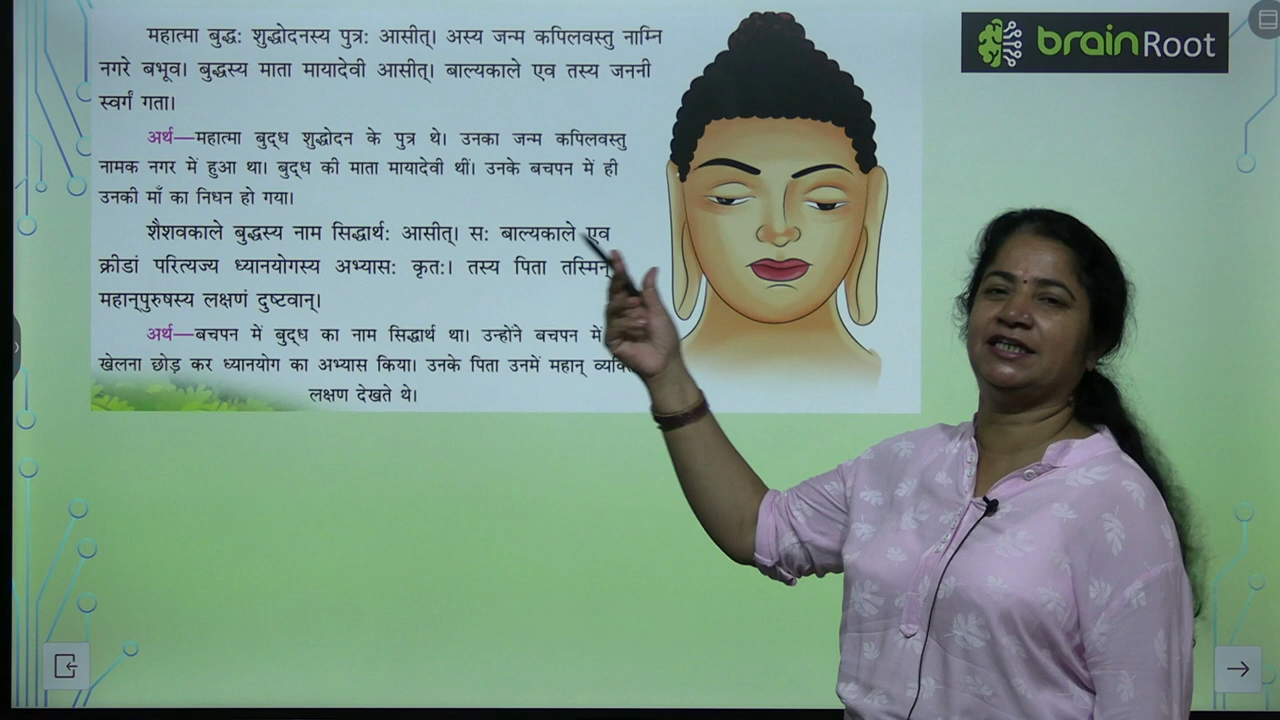 brainRoot
महात्मा बुद्ध: शुद्धोदनस्य पुत्र: आसीत्। अस्य जन्म कपिलवस्तु नाम्नि
नगरे बभूव। बुद्धस्य माता मायादेवी आसीत्। बाल्यकाले एव तस्य जननी
स्वर्गं गता।
अर्थ—महात्मा बुद्ध शुद्धोदन के पुत्र थे। उनका जन्म कपिलवस्तु
नामक नगर में हुआ था। बुद्ध की माता मायादेवी थीं। उनके बचपन में ही
उनकी माँ का निधन हो गया।
शैशवकाले बुद्धस्य नाम सिद्धार्थ: आसीत्। स: बाल्यकाले एव
क्रीडां परित्यज्य ध्यानयोगस्य अभ्यास: कृत:। तस्य पिता तस्मिन्
महान्पुरुषस्य लक्षणं दुष्टवान्।
अर्थ—बचपन में बुद्ध का नाम सिद्धार्थ था। उन्होंने बचपन में
खेलना छोड़ कर ध्यानयोग का अभ्यास किया। उनके पिता उनमें महान्
लक्षण देखते थे।